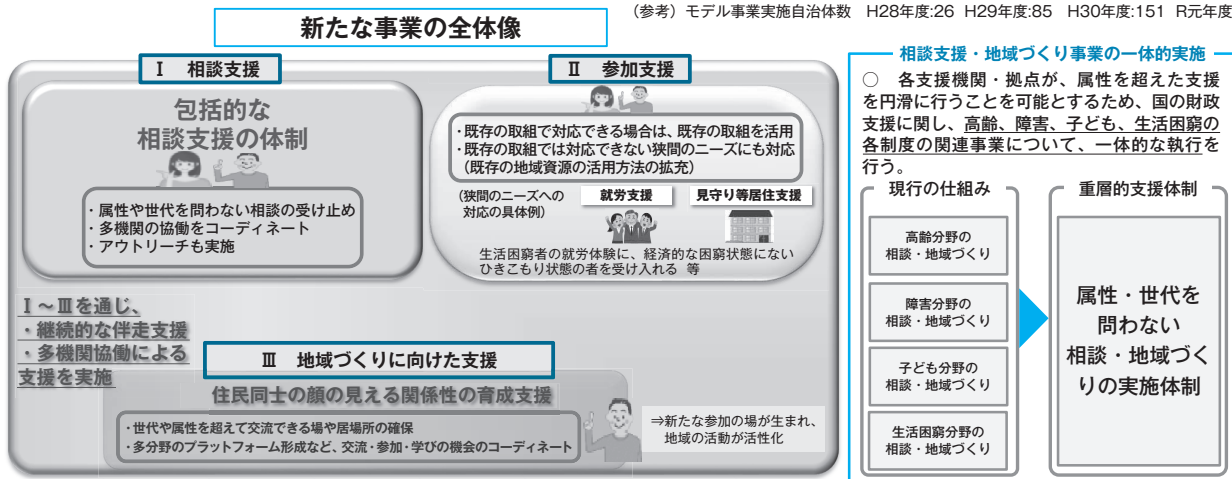 (参考)モデル事業実施自治体数 H28年度:26 H29年度:85 H30年度:151 R元年度
新たな事業の全体像
Ⅰ 相談支援
包括的な
相談支援の体制
・属性や世代を問わない相談の受け止め
・多機関の協働をコーディネート
・アウトリーチも実施
Ⅱ 参加支援
・既存の取組で対応できる場合は、既存の取組を活用
・既存の取組では対応できない狭間のニーズにも対応
(既存の地域資源の活用方法の拡充)
(狭間のニーズへの
対応の具体例)
就労支援
見守り等居住支援
生活困窮者の就労体験に、経済的な困窮状態にない
ひきこもり状態の者を受け入れる 等
Ⅰ~Ⅲを通じ、
・継続的な伴走支援
・多機関協働による
支援を実施
Ⅲ 地域づくりに向けた支援
住民同士の顔の見える関係性の育成支援
・世代や属性を超えて交流できる場や居場所の確保
・多分野のプラットフォーム形成など、交流・参加・学びの機会のコーディネート
⇒新たな参加の場が生まれ、
地域の活動が活性化
相談支援・地域づくり事業の一体的実施
○ 各支援機関・拠点が、属性を超えた支援
を円滑に行うことを可能とするため、国の財政
支援に関し、高齢、障害、子ども、生活困窮の
各制度の関連事業について、一体的な執行を
行う。
現行の仕組み
高齢分野の
相談・地域づくり
障害分野の
相談・地域づくり
子ども分野の
相談・地域づくり
生活困窮分野の
相談・地域づくり
重層的支援体制
属性・世代を
問わない
相談・地域づく
りの実施体制